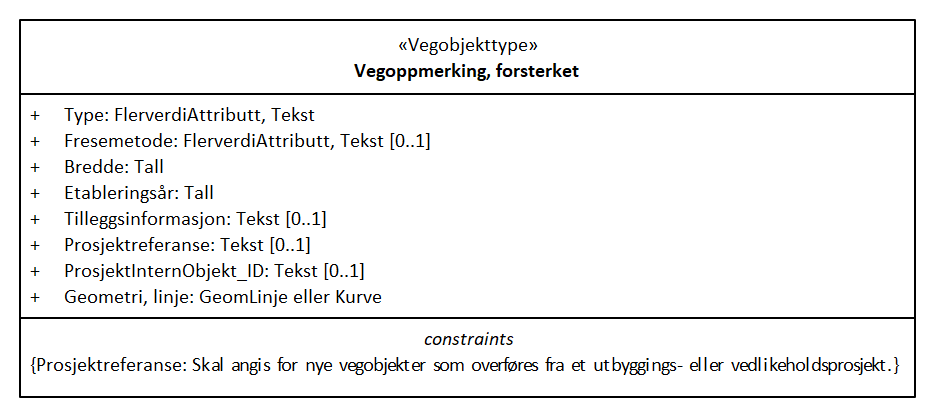 «Vegobjekttype»
Vegoppmerking, forsterket
+ Type: FlerverdiAttributt, Tekst
+ Fresemetode: FlerverdiAttributt, Tekst [0..1]
+ Bredde: Tall
+ Etableringsår: Tall
+ Tilleggsinformasjon: Tekst [0..1]
+ Prosjektreferanse: Tekst [0..1]
+ ProsjektInternObjekt_ID: Tekst [0..1]
+ Geometri, linje: GeomLinje eller Kurve
constraints
{Prosjektreferanse: Skal angis for nye vegobjekter som overføres fra et utbyggings- eller vedlikeholdsprosjekt.}